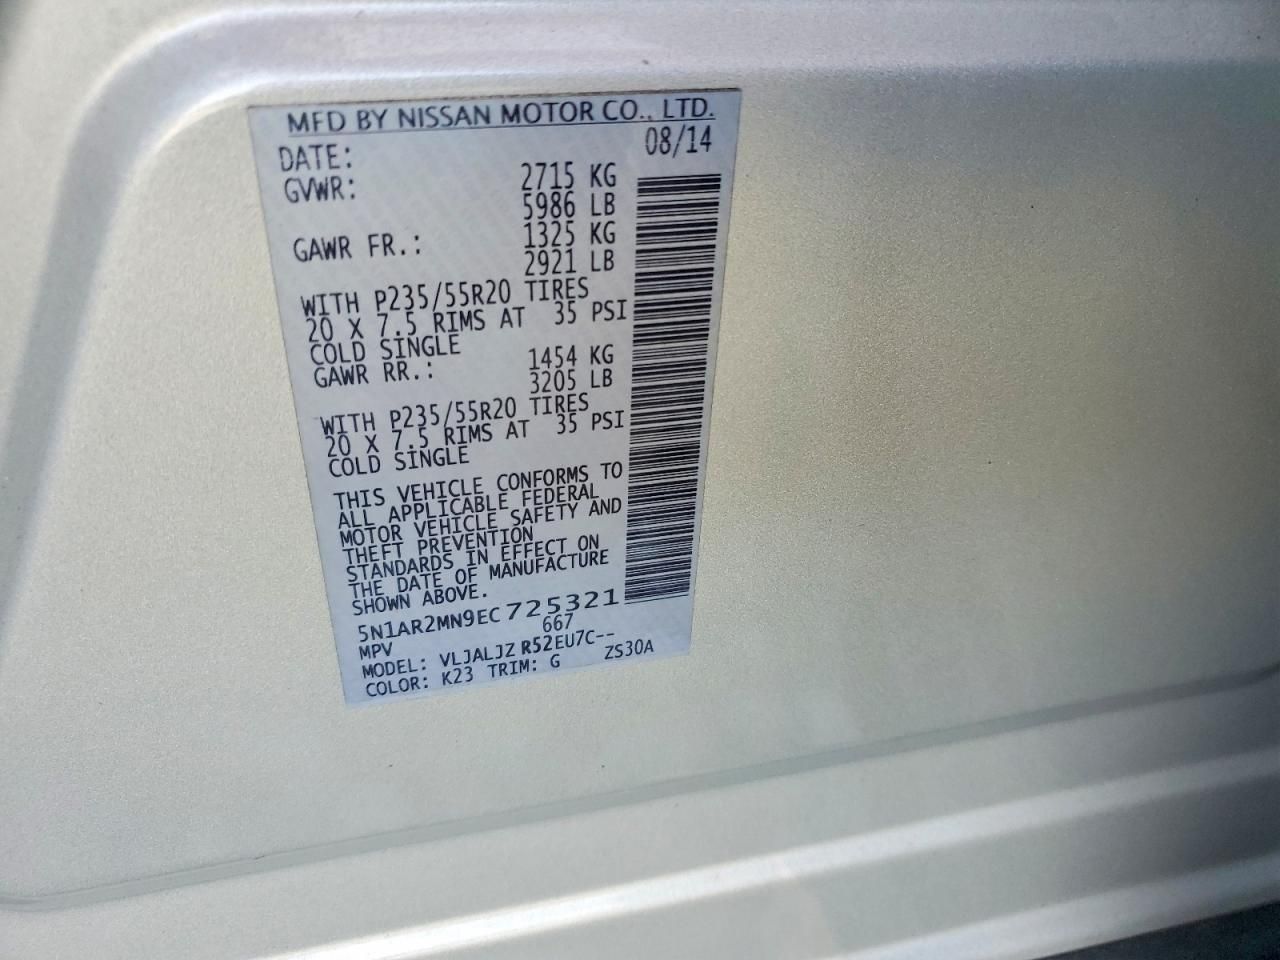 MFD BY NISSAN MOTOR CO., LTD.
DATE: 08/14
GVWR: 2715 KG
5986 LB
GAWR FR.: 1325 KG
2921 LB
WITH P235/55R20 TIRES
20 X 7.5 RIMS AT 35 PSI
COLD SINGLE
GAWR RR.: 1454 KG
3205 LB
WITH P235/55R20 TIRES
20 X 7.5 RIMS AT 35 PSI
COLD SINGLE
THIS VEHICLE CONFORMS TO
ALL APPLICABLE FEDERAL
MOTOR VEHICLE SAFETY AND
THEFT PREVENTION
STANDARDS IN EFFECT ON
THE DATE OF MANUFACTURE
SHOWN ABOVE.
5N1AR2MN9EC725321
MPV 667
MODEL: VLJALJZ R52EU7C--
COLOR: K23 TRIM: G ZS30A